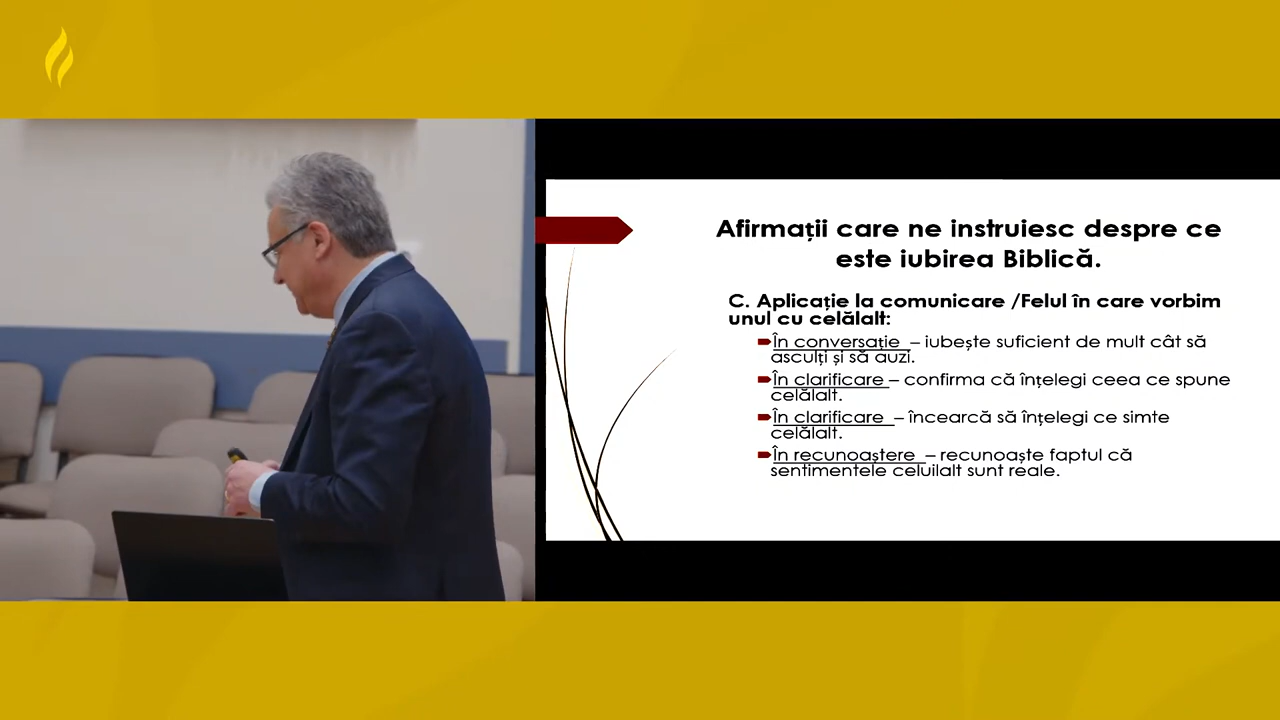 Afirmații care ne instruiesc despre ce
este iubirea Biblică.
C. Aplicație la comunicare /Felul în care vorbim
unul cu celălalt:
În conversație – iubește suficient de mult cât să
asculți și să auzi.
În clarificare – confirma că înțelegi ceea ce spune
celălalt.
În clarificare – încearcă să înțelegi ce simte
celălalt.
În recunoaștere – recunoaște faptul că
sentimentele celuilalt sunt reale.